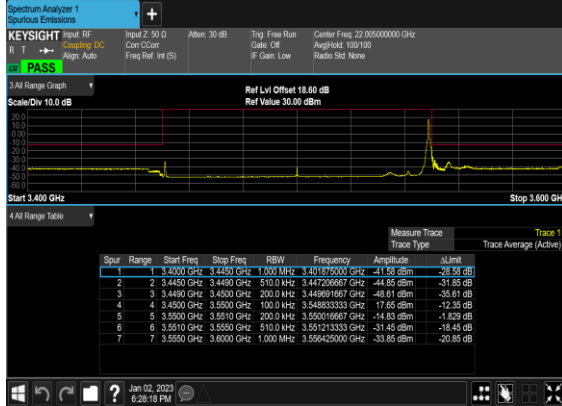 Spectrum Analyzer 1
Spurious Emissions
+
KEYSIGHT
R T
LXI
PASS
Input: RF
Coupling: DC
Align: Auto
Input Z: 50 Ω
Corr CCorr
Freq Ref: Int (S)
Atten: 30 dB
Trig: Free Run
Gate: Off
IF Gain: Low
Center Freq: 22.005000000 GHz
Avg|Hold: 100/100
Radio Std: None
3 All Range Graph
Scale/Div 10.0 dB
Ref Lvl Offset 18.60 dB
Ref Value 30.00 dBm
20.0
10.0
0.00
-10.0
-20.0
-30.0
-40.0
-50.0
-60.0
Start 3.400 GHz
Stop 3.600 GH
4 All Range Table
Measure Trace Trace 1
Trace Type Trace Average (Active)
Spur Range Start Freq Stop Freq RBW Frequency Amplitude ΔLimit
1 1 3.4000 GHz 3.4450 GHz 1.000 MHz 3.401875000 GHz -41.58 dBm -28.58 dB
2 2 3.4450 GHz 3.4490 GHz 510.0 kHz 3.447206667 GHz -44.85 dBm -31.85 dB
3 3 3.4490 GHz 3.4500 GHz 200.0 kHz 3.449691667 GHz -48.61 dBm -35.61 dB
4 4 3.4500 GHz 3.5500 GHz 100.0 kHz 3.548833333 GHz 17.65 dBm -12.35 dB
5 5 3.5500 GHz 3.5510 GHz 200.0 kHz 3.550016667 GHz -14.83 dBm -1.829 dB
6 6 3.5510 GHz 3.5550 GHz 510.0 kHz 3.551213333 GHz -31.45 dBm -18.45 dB
7 7 3.5550 GHz 3.6000 GHz 1.000 MHz 3.556425000 GHz -33.85 dBm -20.85 dB
?
Jan 02, 2023
6:28:18 PM